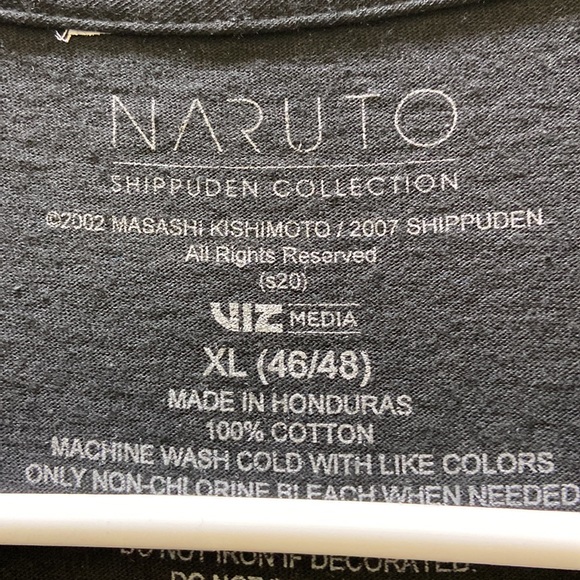 NARUTO
SHIPPUDEN COLLECTION
©2002 MASASHI KISHIMOTO / 2007 SHIPPUDEN
All Rights Reserved.
(s20)
VIZ MEDIA
XL (46/48)
MADE IN HONDURAS
100% COTTON
MACHINE WASH COLD WITH LIKE COLORS
ONLY NON-CHLORINE BLEACH WHEN NEEDED
DO NOT IRON IF DECORATED.
DO NOT